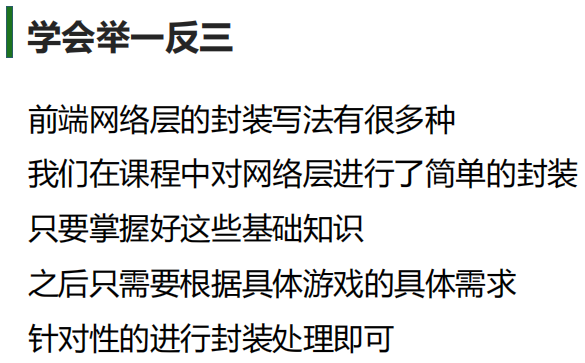 学会举一反三
前端网络层的封装写法有很多种
我们在课程中对网络层进行了简单的封装
只要掌握好这些基础知识
之后只需要根据具体游戏的具体需求
针对性的进行封装处理即可